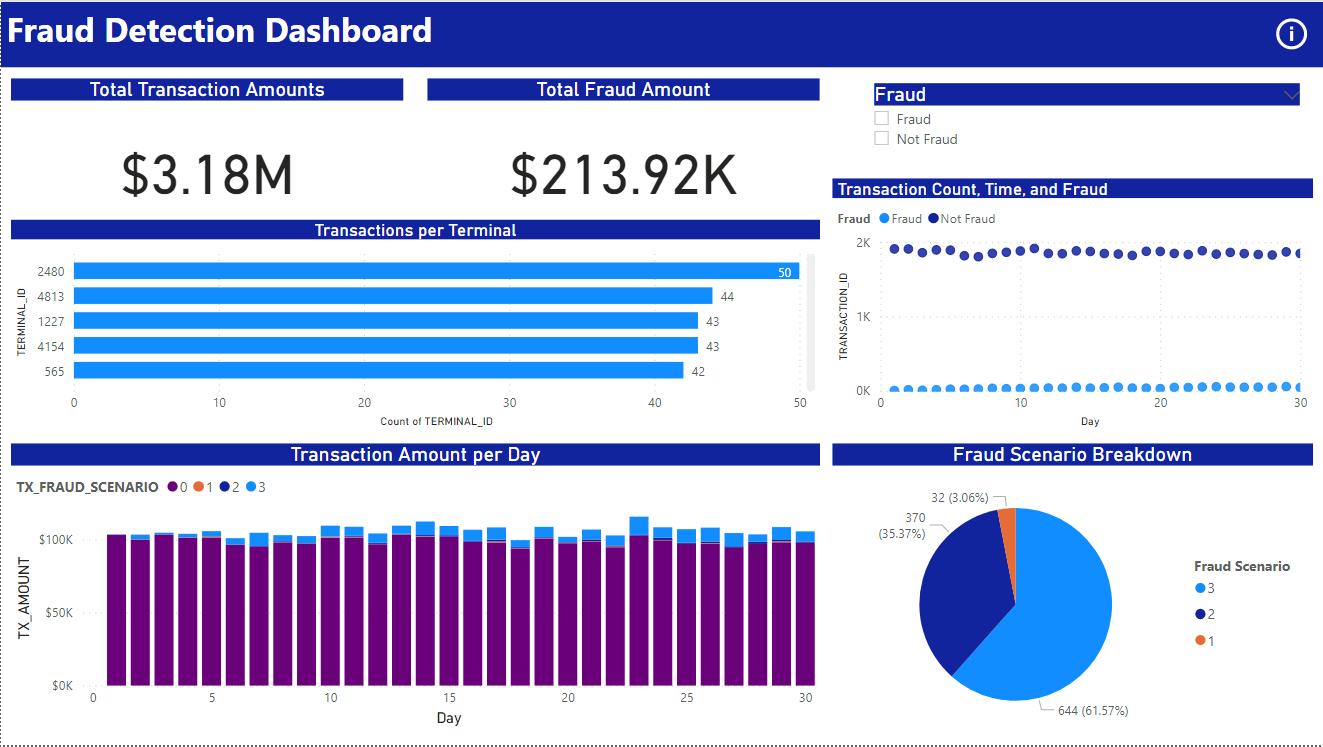 Fraud Detection Dashboard
i
Total Transaction Amounts
$3.18M
Total Fraud Amount
$213.92K
Fraud
Fraud
Not Fraud
Transactions per Terminal
TERMINAL_ID
2480
50
4813
44
1227
43
4154
43
565
42
0 10 20 30 40 50
Count of TERMINAL_ID
Transaction Count, Time, and Fraud
Fraud Fraud Not Fraud
TRANSACTION_ID
2K
1K
0K
0 10 20 30
Day
Transaction Amount per Day
TX_FRAUD_SCENARIO 0 1 2 3
TX_AMOUNT
$100K
$50K
$0K
0 5 10 15 20 25 30
Day
Fraud Scenario Breakdown
32 (3.06%)
370
(35.37%)
644 (61.57%)
Fraud Scenario
3
2
1